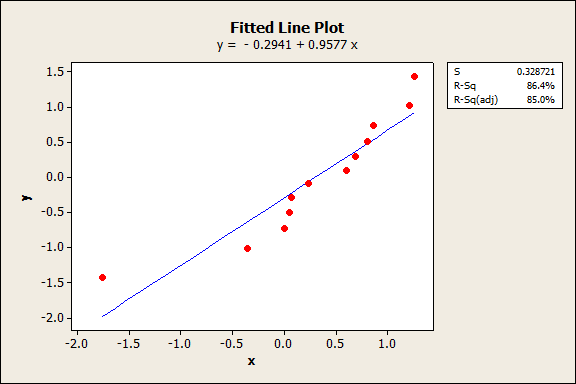 Fitted Line Plot
y = - 0.2941 + 0.9577 x
S 0.328721
R-Sq 86.4%
R-Sq(adj) 85.0%
1.5
1.0
0.5
0.0
-0.5
-1.0
-1.5
-2.0
y
-2.0 -1.5 -1.0 -0.5 0.0 0.5 1.0
x